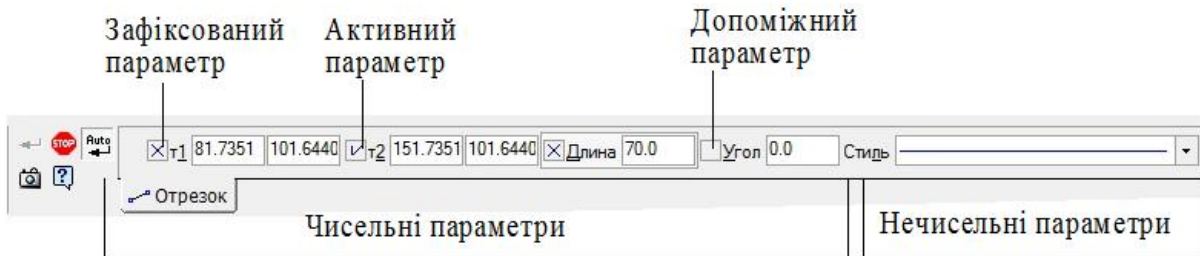 Зафіксований параметр
Активний параметр
Допоміжний параметр
Auto
STOP
т1 81.7351 101.6440 т2 151.7351 101.6440 Длина 70.0 Угол 0.0 Стиль
Отрезок
Чисельні параметри
Нечисельні параметри